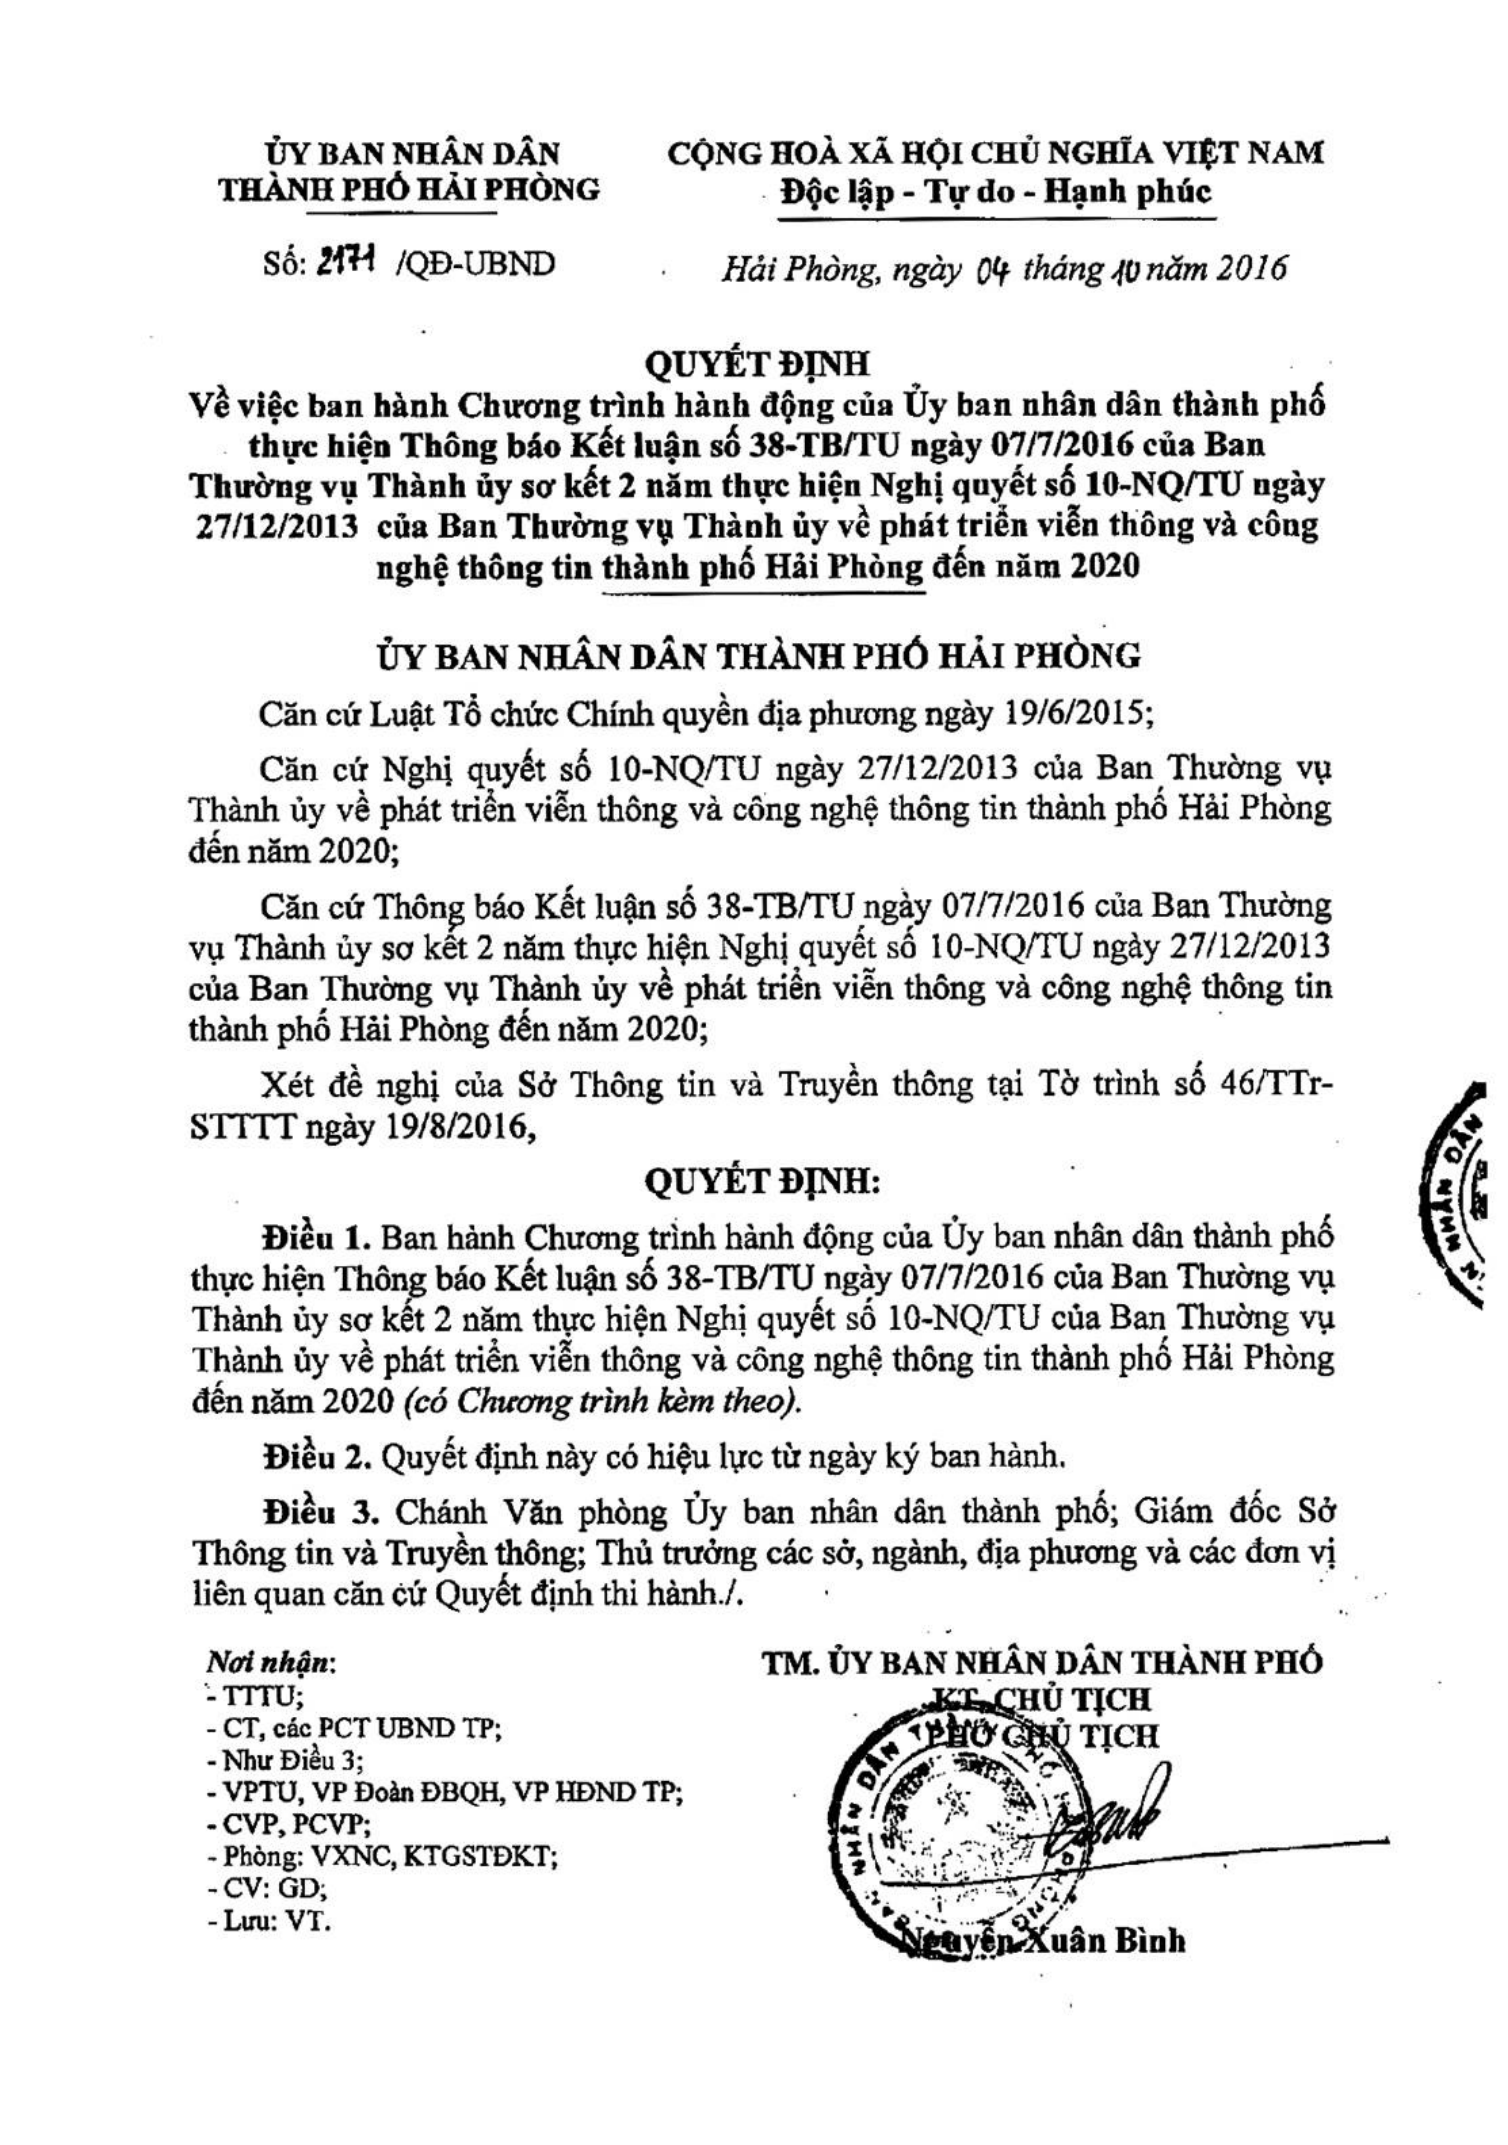 ỦY BAN NHÂN DÂN
THÀNH PHỐ HẢI PHÒNG
CỘNG HOÀ XÃ HỘI CHỦ NGHĨA VIỆT NAM
Độc lập - Tự do - Hạnh phúc
Số: 2171 /QĐ-UBND
Hải Phòng, ngày 04 tháng 10 năm 2016
QUYẾT ĐỊNH
Về việc ban hành Chương trình hành động của Ủy ban nhân dân thành phố
thực hiện Thông báo Kết luận số 38-TB/TU ngày 07/7/2016 của Ban
Thường vụ Thành ủy sơ kết 2 năm thực hiện Nghị quyết số 10-NQ/TU ngày
27/12/2013 của Ban Thường vụ Thành ủy về phát triển viễn thông và công
nghệ thông tin thành phố Hải Phòng đến năm 2020
ỦY BAN NHÂN DÂN THÀNH PHỐ HẢI PHÒNG
Căn cứ Luật Tổ chức Chính quyền địa phương ngày 19/6/2015;
Căn cứ Nghị quyết số 10-NQ/TU ngày 27/12/2013 của Ban Thường vụ
Thành ủy về phát triển viễn thông và công nghệ thông tin thành phố Hải Phòng
đến năm 2020;
Căn cứ Thông báo Kết luận số 38-TB/TU ngày 07/7/2016 của Ban Thường
vụ Thành ủy sơ kết 2 năm thực hiện Nghị quyết số 10-NQ/TU ngày 27/12/2013
của Ban Thường vụ Thành ủy về phát triển viễn thông và công nghệ thông tin
thành phố Hải Phòng đến năm 2020;
Xét đề nghị của Sở Thông tin và Truyền thông tại Tờ trình số 46/TTr-
STTTT ngày 19/8/2016,
QUYẾT ĐỊNH:
Điều 1. Ban hành Chương trình hành động của Ủy ban nhân dân thành phố
thực hiện Thông báo Kết luận số 38-TB/TU ngày 07/7/2016 của Ban Thường vụ
Thành ủy sơ kết 2 năm thực hiện Nghị quyết số 10-NQ/TU của Ban Thường vụ
Thành ủy về phát triển viễn thông và công nghệ thông tin thành phố Hải Phòng
đến năm 2020 (có Chương trình kèm theo).
Điều 2. Quyết định này có hiệu lực từ ngày ký ban hành.
Điều 3. Chánh Văn phòng Ủy ban nhân dân thành phố; Giám đốc Sở
Thông tin và Truyền thông; Thủ trưởng các sở, ngành, địa phương và các đơn vị
liên quan căn cứ Quyết định thi hành./.
Nơi nhận:
- TTTU;
- CT, các PCT UBND TP;
- Như Điều 3;
- VPTU, VP Đoàn ĐBQH, VP HĐND TP;
- CVP, PCVP;
- Phòng: VXNC, KTGSTĐKT;
- CV: GD;
- Lưu: VT.
TM. ỦY BAN NHÂN DÂN THÀNH PHỐ
KT. CHỦ TỊCH
PHÓ CHỦ TỊCH
BAN NHÂN DÂN THÀNH PHỐ
PHÒNG
Nguyễn Xuân Bình
NHÂN DÂN